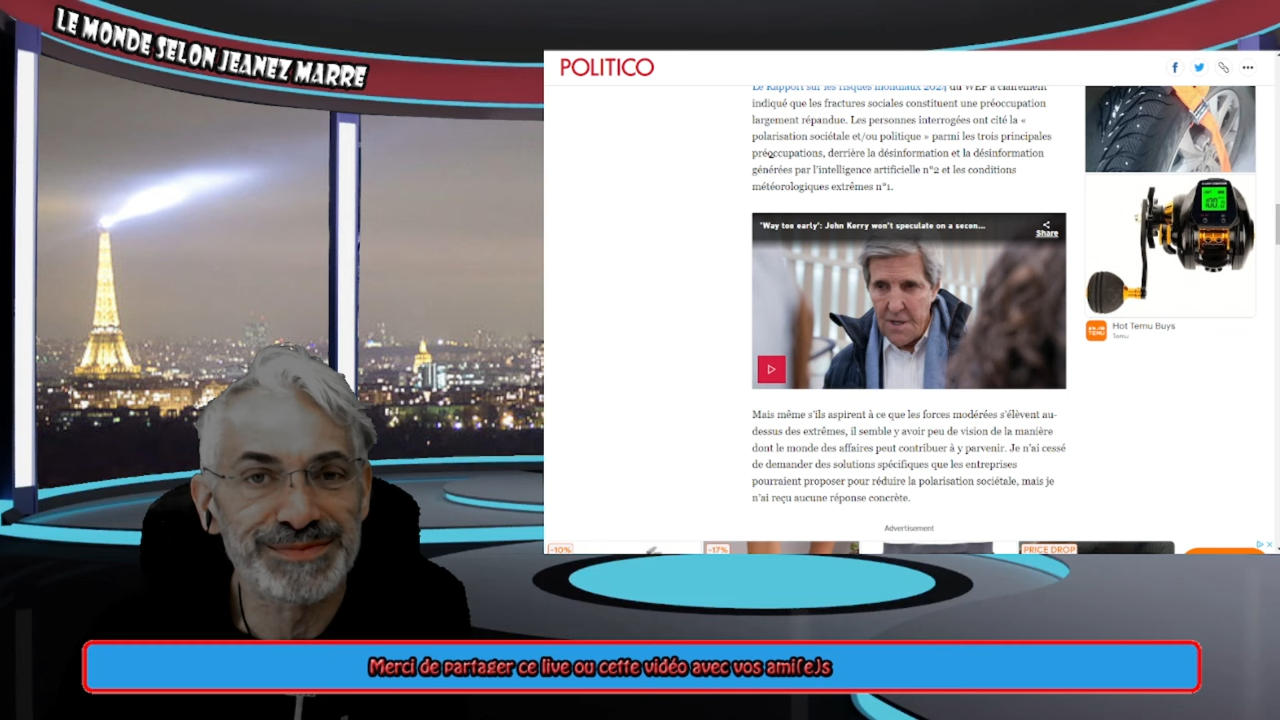 LE MONDE SELON JEANEZ MARRE
POLITICO
Le Rapport sur les risques mondiaux 2024 du WEF a clairement
indiqué que les fractures sociales constituent une préoccupation
largement répandue. Les personnes interrogées ont cité la «
polarisation sociétale et/ou politique » parmi les trois principales
préoccupations, derrière la désinformation et la désinformation
générées par l'intelligence artificielle n°2 et les conditions
météorologiques extrêmes n°1.
'Way too early': John Kerry won't speculate on a secon...
Share
Hot Temu Buys
Temu
Mais même s'ils aspirent à ce que les forces modérées s'élèvent au-
dessus des extrêmes, il semble y avoir peu de vision de la manière
dont le monde des affaires peut contribuer à y parvenir. Je n'ai cessé
de demander des solutions spécifiques que les entreprises
pourraient proposer pour réduire la polarisation sociétale, mais je
n'ai reçu aucune réponse concrète.
Advertisement
-10%
-17%
PRICE DROP
Merci de partager ce live ou cette vidéo avec vos ami(e)s